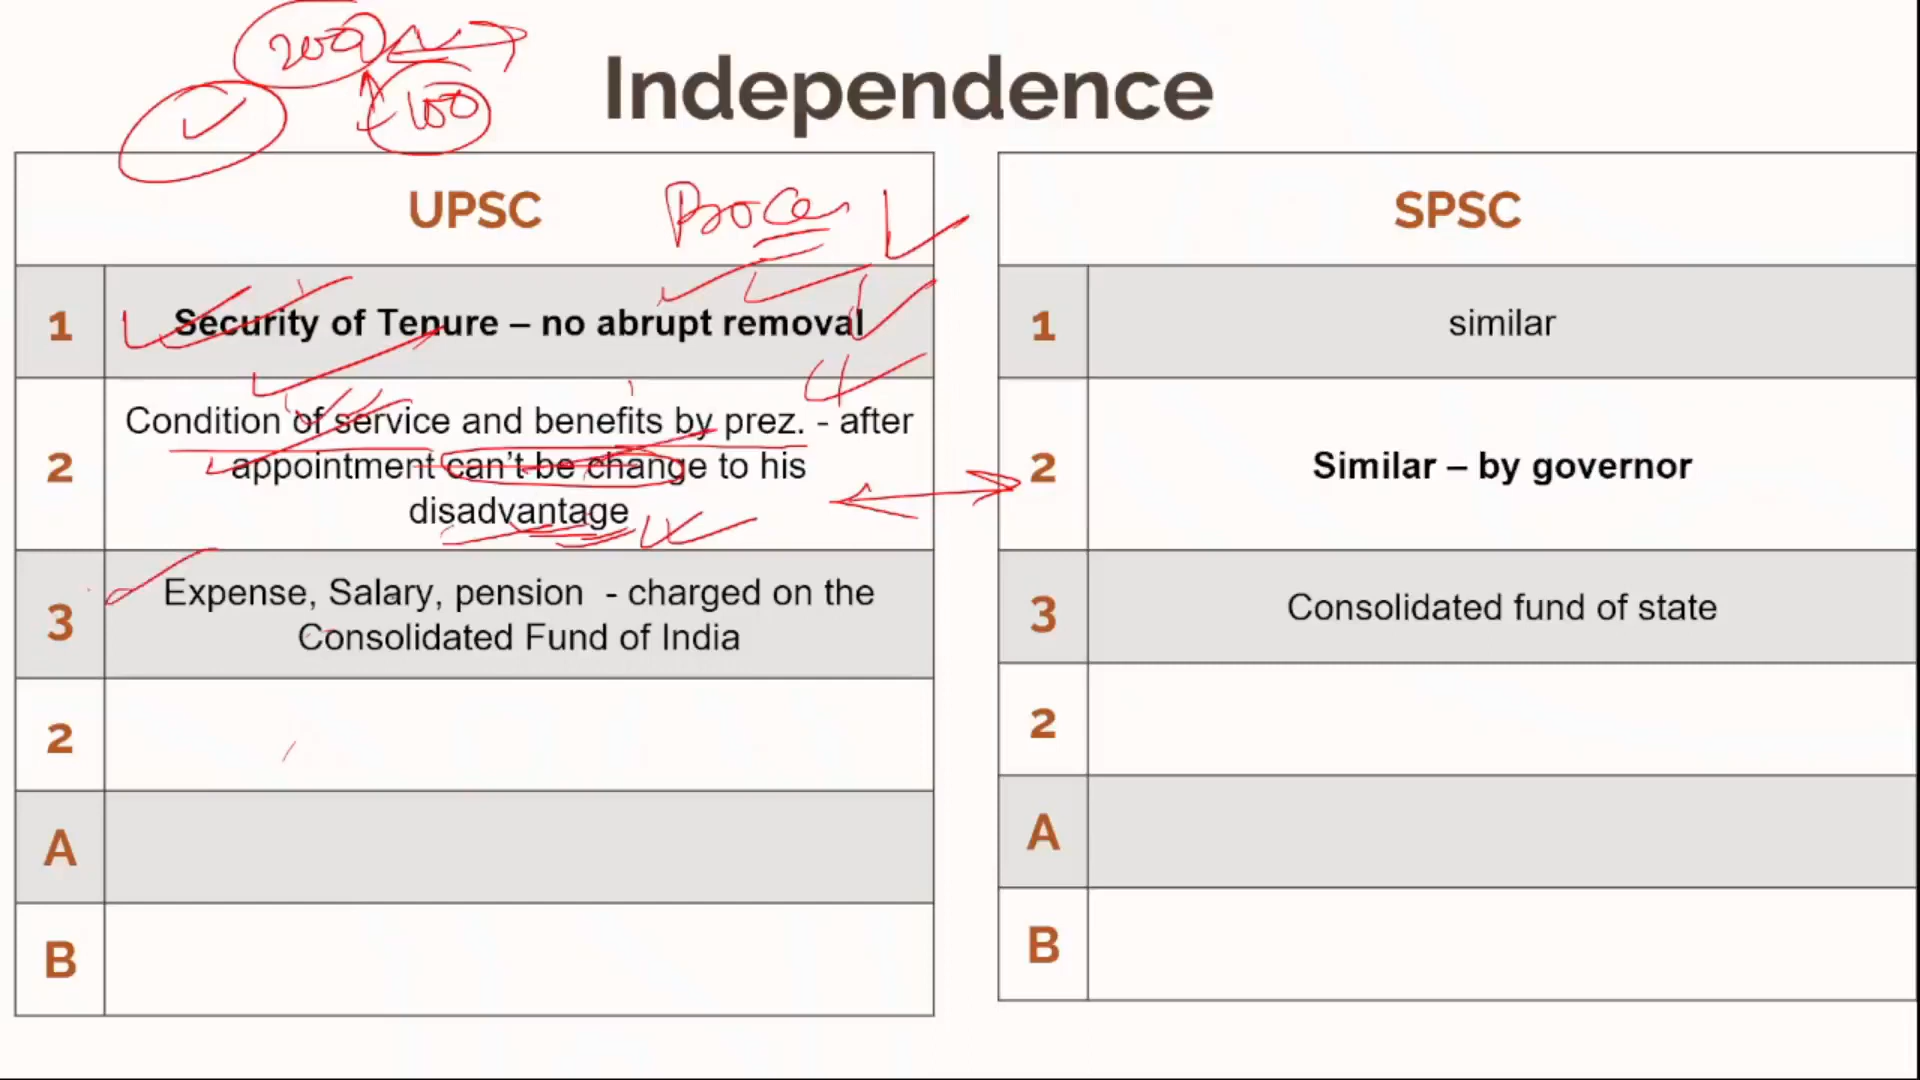 Independence
200
100
UPSC
1
Security of Tenure – no abrupt removal
2
Condition of service and benefits by prez. - after
appointment can't be change to his
disadvantage
3
Expense, Salary, pension - charged on the
Consolidated Fund of India
2
A
B
SPSC
1
similar
2
Similar – by governor
3
Consolidated fund of state
2
A
B